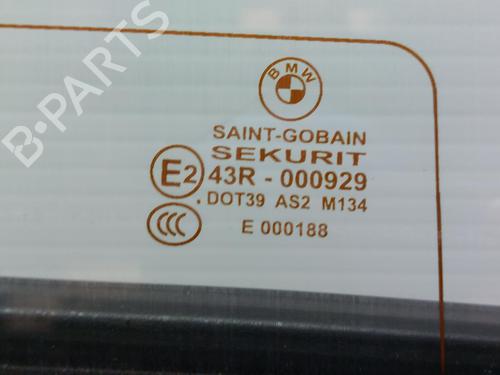 B-PARTS
BMW
SAINT-GOBAIN
SEKURIT
E2 43R - 000929
.DOT39 AS2 M134
CCC
E 000188